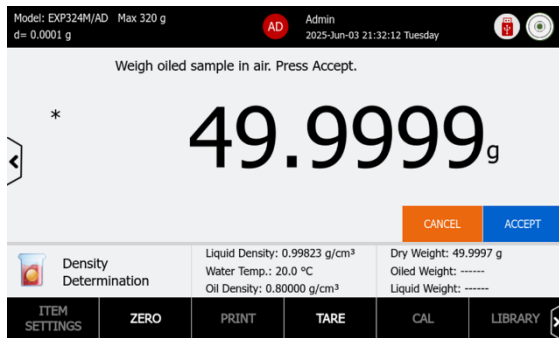 Model: EXP324M/AD Max 320 g
d= 0.0001 g
AD
Admin
2025-Jun-03 21:32:12 Tuesday
Weigh oiled sample in air. Press Accept.
*
49.9999 g
CANCEL
ACCEPT
Density
Determination
Liquid Density: 0.99823 g/cm³
Water Temp.: 20.0 °C
Oil Density: 0.80000 g/cm³
Dry Weight: 49.9997 g
Oiled Weight: ------
Liquid Weight: ------
ITEM
SETTINGS
ZERO
PRINT
TARE
CAL
LIBRARY